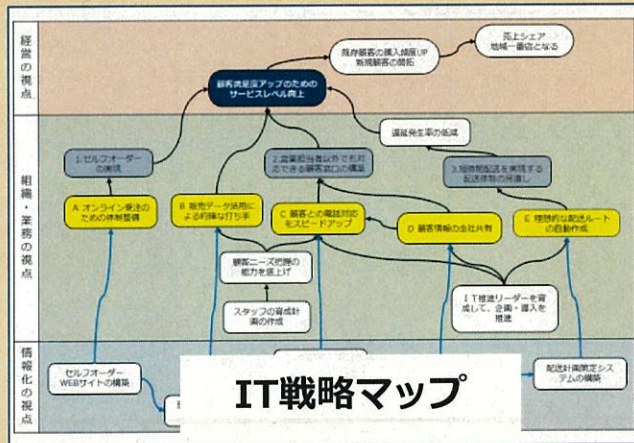 経営の視点
既存顧客の購入頻度UP
新規顧客の開拓
売上シェア
地域一番店となる
顧客満足度アップのための
サービスレベル向上
組織・業務の視点
遅延発生率の低減
1.セルフオーダー
の実現
2.営業担当者以外でも対
応できる顧客窓口の構築
3.短時間配送を実現する
配送体制の見直し
A オンライン受注の
ための体制整備
B 販売データ活用に
よる的確な打ち手
C 顧客との電話対応
をスピードアップ
D 顧客情報の全社共有
E 理想的な配送ルート
の自動作成
顧客ニーズ把握の
能力を底上げ
スタッフの育成計
画の作成
IT推進リーダーを育
成して、企画・導入を
推進
情報化の視点
セルフオーダー
WEBサイトの構築
配送計画策定シス
テムの構築
IT戦略マップ